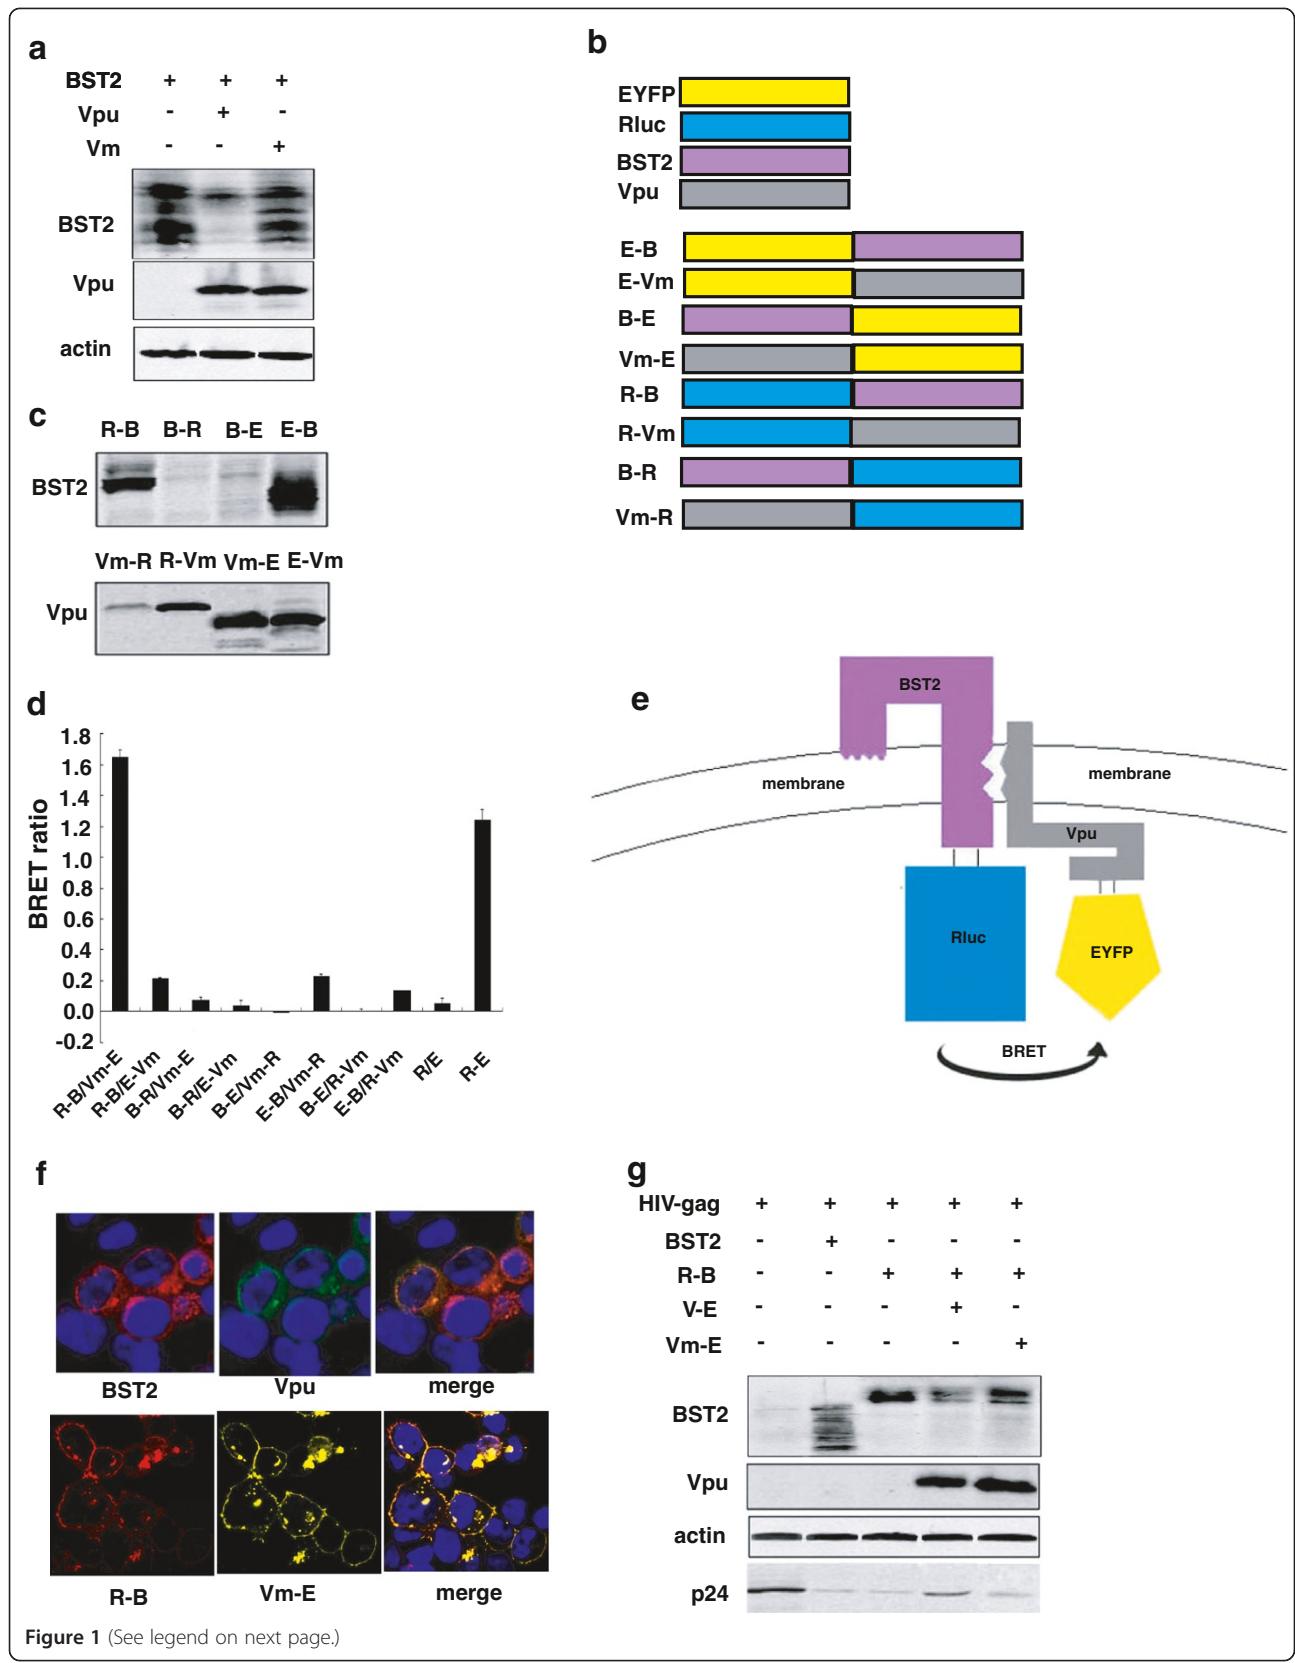 a
BST2 + + +
Vpu - + -
Vm - - +
BST2
Vpu
actin
b
EYFP
Rluc
BST2
Vpu
E-B
E-Vm
B-E
Vm-E
R-B
R-Vm
B-R
Vm-R
c
R-B B-R B-E E-B
BST2
Vm-R R-Vm Vm-E E-Vm
Vpu
d
BRET ratio
1.8
1.6
1.4
1.2
1.0
0.8
0.6
0.4
0.2
0.0
-0.2
R-B/Vm-E
R-B/E-Vm
B-R/Vm-E
B-R/E-Vm
B-E/Vm-R
E-B/Vm-R
B-E/R-Vm
E-B/R-Vm
R/E
R-E
e
BST2
membrane
membrane
Vpu
Rluc
EYFP
BRET
f
BST2 Vpu merge
R-B Vm-E merge
g
HIV-gag + + + + +
BST2 - + - - -
R-B - - + + +
V-E - - - + -
Vm-E - - - - +
BST2
Vpu
actin
p24
Figure 1 (See legend on next page.)